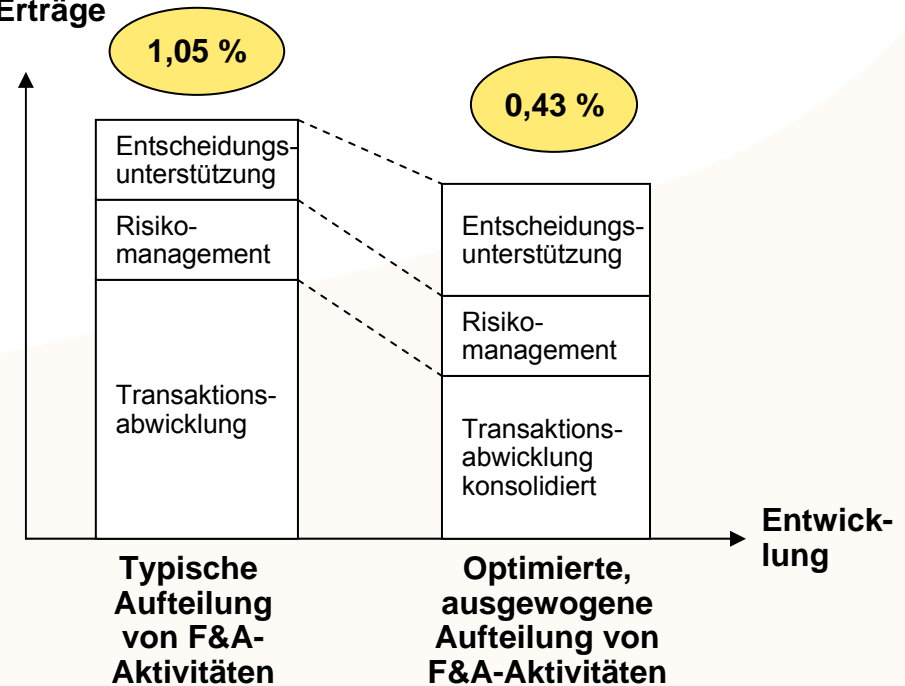 Erträge
1,05 %
0,43 %
Entscheidungs-
unterstützung
Risiko-
management
Transaktions-
abwicklung
Entscheidungs-
unterstützung
Risiko-
management
Transaktions-
abwicklung
konsolidiert
Entwick-
lung
Typische
Aufteilung
von F&A-
Aktivitäten
Optimierte,
ausgewogene
Aufteilung von
F&A-Aktivitäten